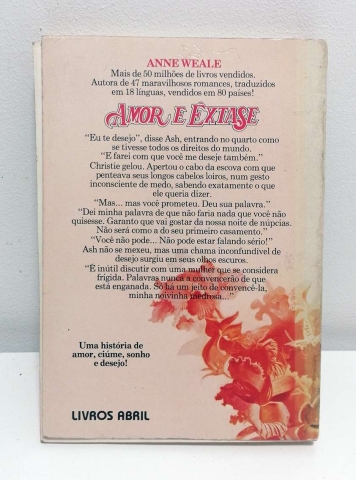 ANNE WEALE
Mais de 50 milhões de livros vendidos.
Autora de 47 maravilhosos romances, traduzidos
em 18 línguas, vendidos em 80 países!
AMOR E ÊXTASE
"Eu te desejo", disse Ash, entrando no quarto como
se tivesse todos os direitos do mundo.
"E farei com que você me deseje também."
Christie gelou. Apertou o cabo da escova com que
penteava seus longos cabelos loiros, num gesto
inconsciente de medo, sabendo exatamente o que
ele queria dizer.
"Mas... mas você prometeu. Deu sua palavra."
"Dei minha palavra de que não faria nada que você não
quisesse. Garanto que vai gostar da nossa noite de núpcias.
Não será como a do seu primeiro casamento."
"Você não pode... Não pode estar falando sério!"
Ash não se mexeu, mas uma chama inconfundível de
desejo surgiu em seus olhos escuros.
"É inútil discutir com uma mulher que se considera
frígida. Palavras nunca a convencerão de que
está enganada. Só há um jeito de convencê-la,
minha noivinha medrosa..."
Uma história de
amor, ciúme, sonho
e desejo!
LIVROS ABRIL